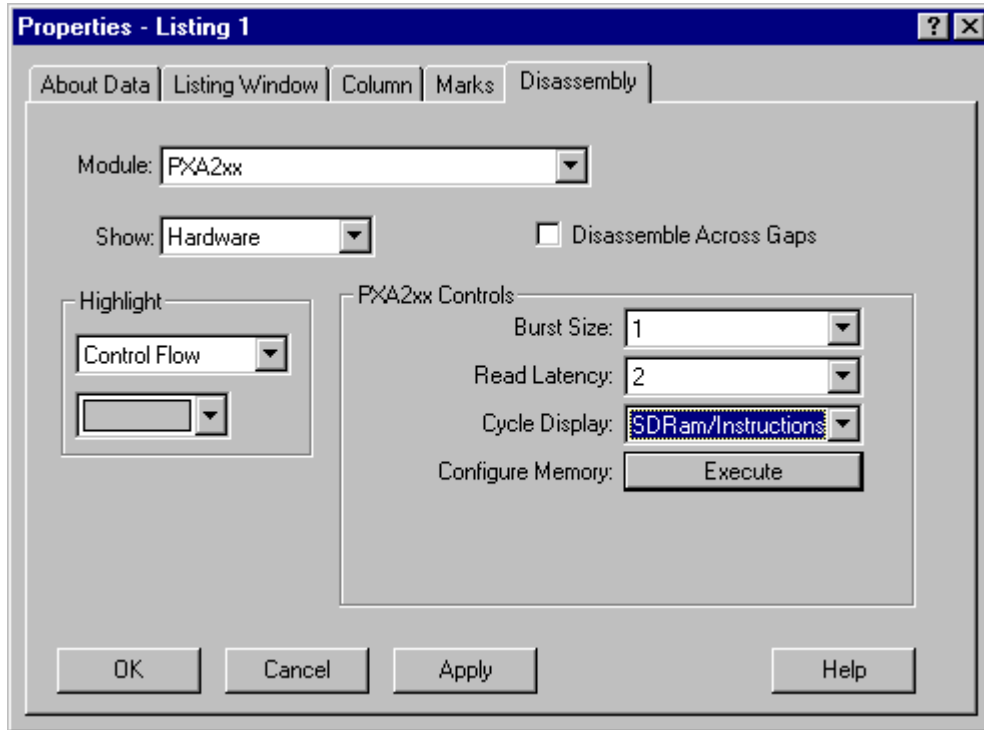 Properties - Listing 1
About Data Listing Window Column Marks Disassembly
Module: PXA2xx
Show: Hardware Disassemble Across Gaps
Highlight
Control Flow
PXA2xx Controls
Burst Size: 1
Read Latency: 2
Cycle Display: SDRam/Instructions
Configure Memory: Execute
OK Cancel Apply Help